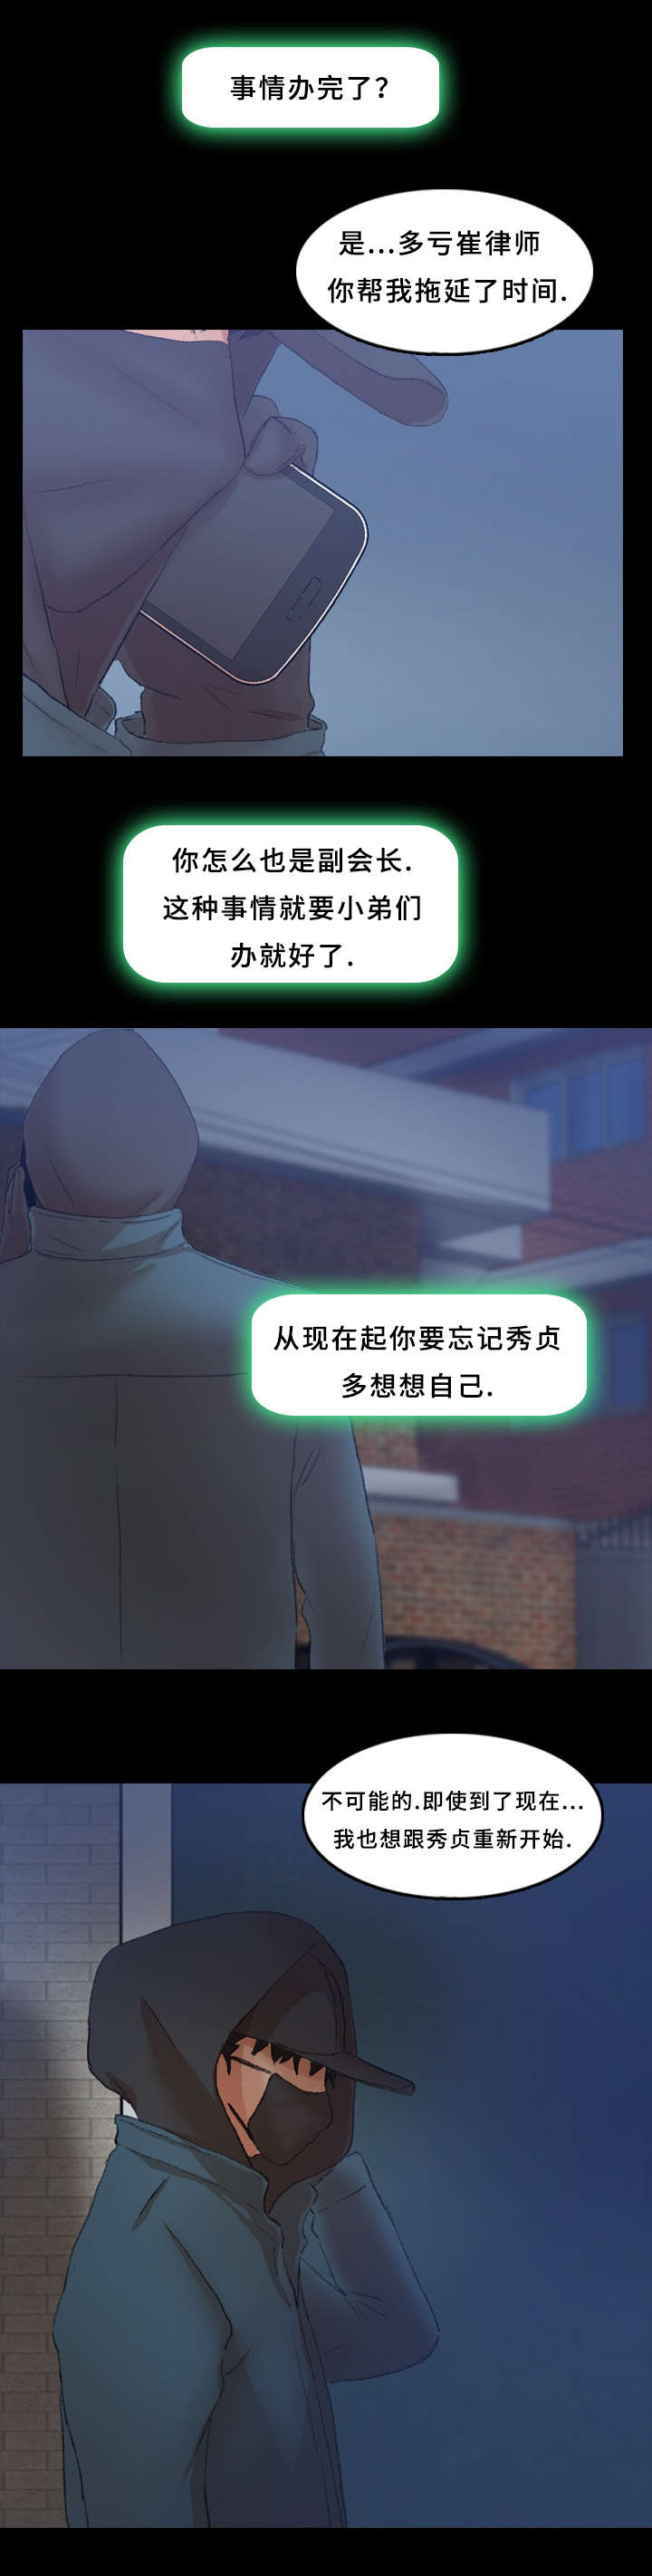 事情办完了？
是...多亏崔律师
你帮我拖延了时间.
你怎么也是副会长.
这种事情就要小弟们
办就好了.
从现在起你要忘记秀贞
多想想自己.
不可能的.即使到了现在...
我也想跟秀贞重新开始.